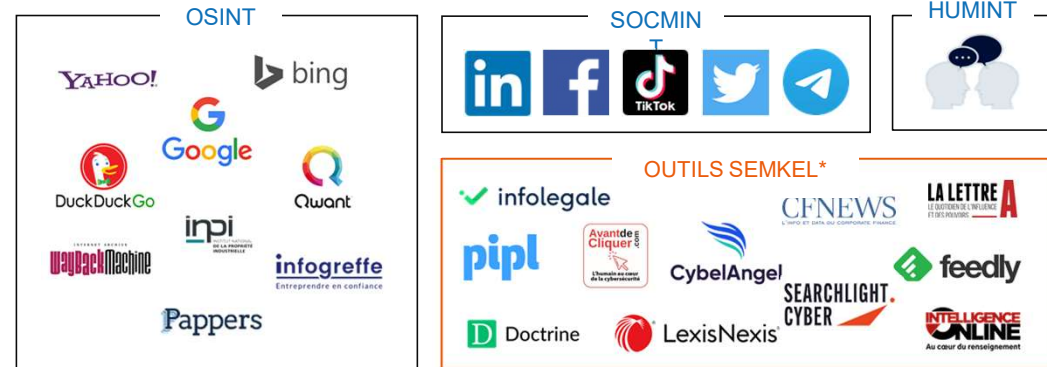 OSINT
YAHOO!
bing
Google
DuckDuckGo
Qwant
inpi
INSTITUT NATIONAL
DE LA PROPRIÉTÉ
INDUSTRIELLE
INTERNET ARCHIVE
WayBackMachine
infogreffe
Entreprendre en confiance
Pappers
SOCMIN
T
in
f
TikTok
HUMINT
OUTILS SEMKEL*
infolegale
CFNEWS
L'INFO ET DATA DU CORPORATE FINANCE
LA LETTRE A
LE QUOTIDIEN DE L'INFLUENCE
ET DES POUVOIRS
pipl
Avantde
Cliquer.com
L'humain au cœur
de la cybersécurité
CybelAngel
feedly
SEARCHLIGHT.
CYBER
D Doctrine
LexisNexis®
INTELLIGENCE
ONLINE
Au cœur du renseignement